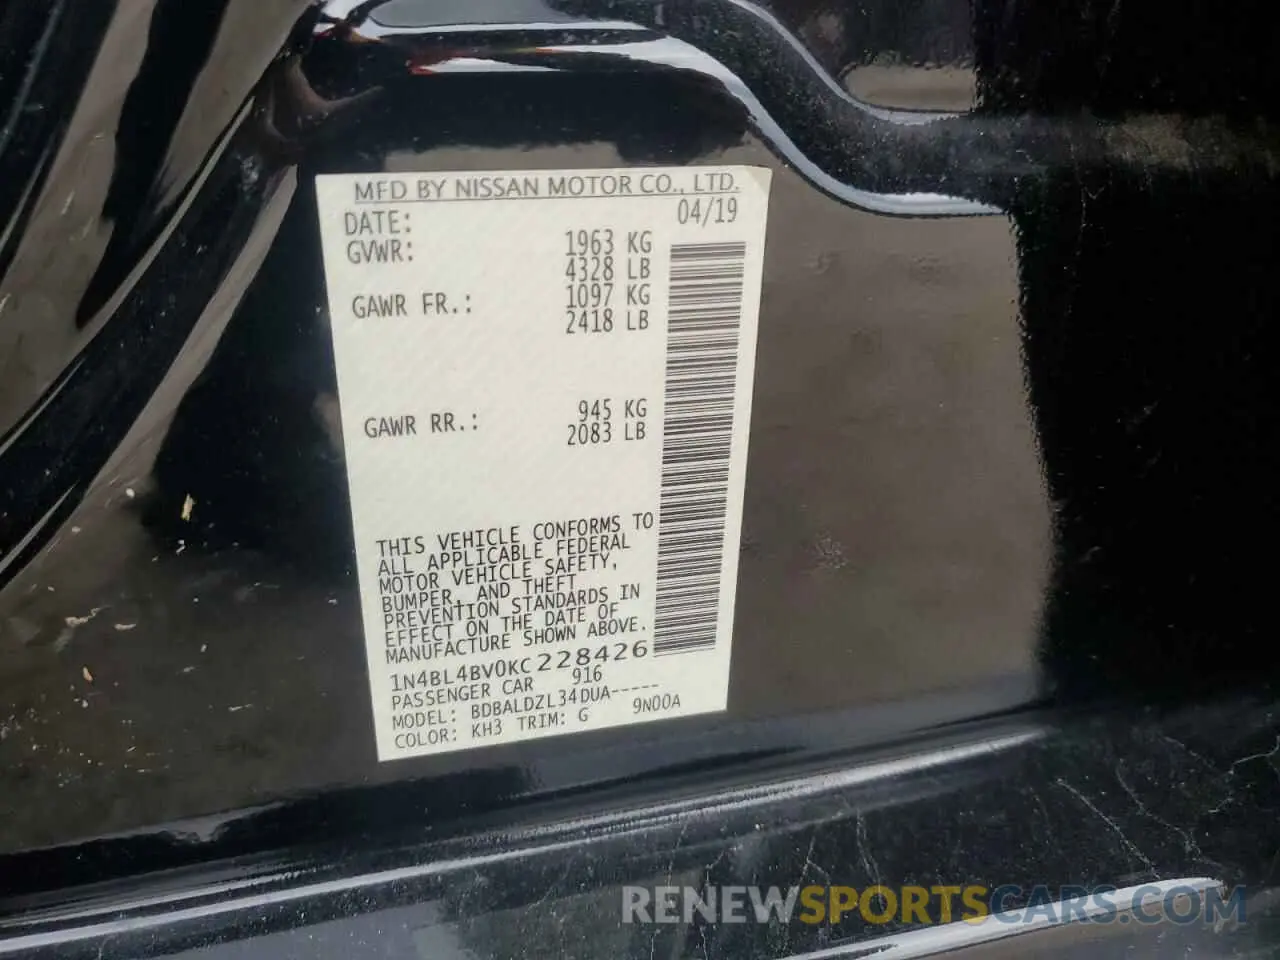 MFD BY NISSAN MOTOR CO., LTD.
DATE: 04/19
GVWR: 1963 KG
4328 LB
GAWR FR.: 1097 KG
2418 LB
GAWR RR.: 945 KG
2083 LB
THIS VEHICLE CONFORMS TO
ALL APPLICABLE FEDERAL
MOTOR VEHICLE SAFETY,
BUMPER, AND THEFT
PREVENTION STANDARDS IN
EFFECT ON THE DATE OF
MANUFACTURE SHOWN ABOVE.
1N4BL4BV0KC228426
PASSENGER CAR 916
MODEL: BDBALDZL34DUA-----
COLOR: KH3 TRIM: G 9N00A
RENEWSPORTSCARS.COM